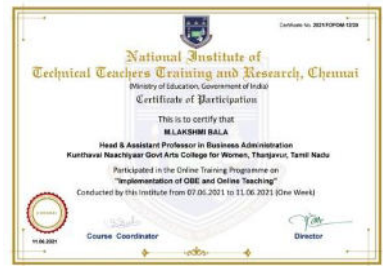 Certificate No. 2021/FOPOM-12/29
National Institute of
Technical Teachers Training and Research, Chennai
(Ministry of Education, Government of India)
Certificate of Participation
This is to certify that
M.LAKSHMI BALA
Head & Assistant Professor in Business Administration
Kunthavai Naachiyaar Govt Arts College for Women, Thanjavur, Tamil Nadu
Participated in the Online Training Programme on
"Implementation of OBE and Online Teaching"
Conducted by this Institute from 07.06.2021 to 11.06.2021 (One Week)
11.06.2021
Course Coordinator
Director